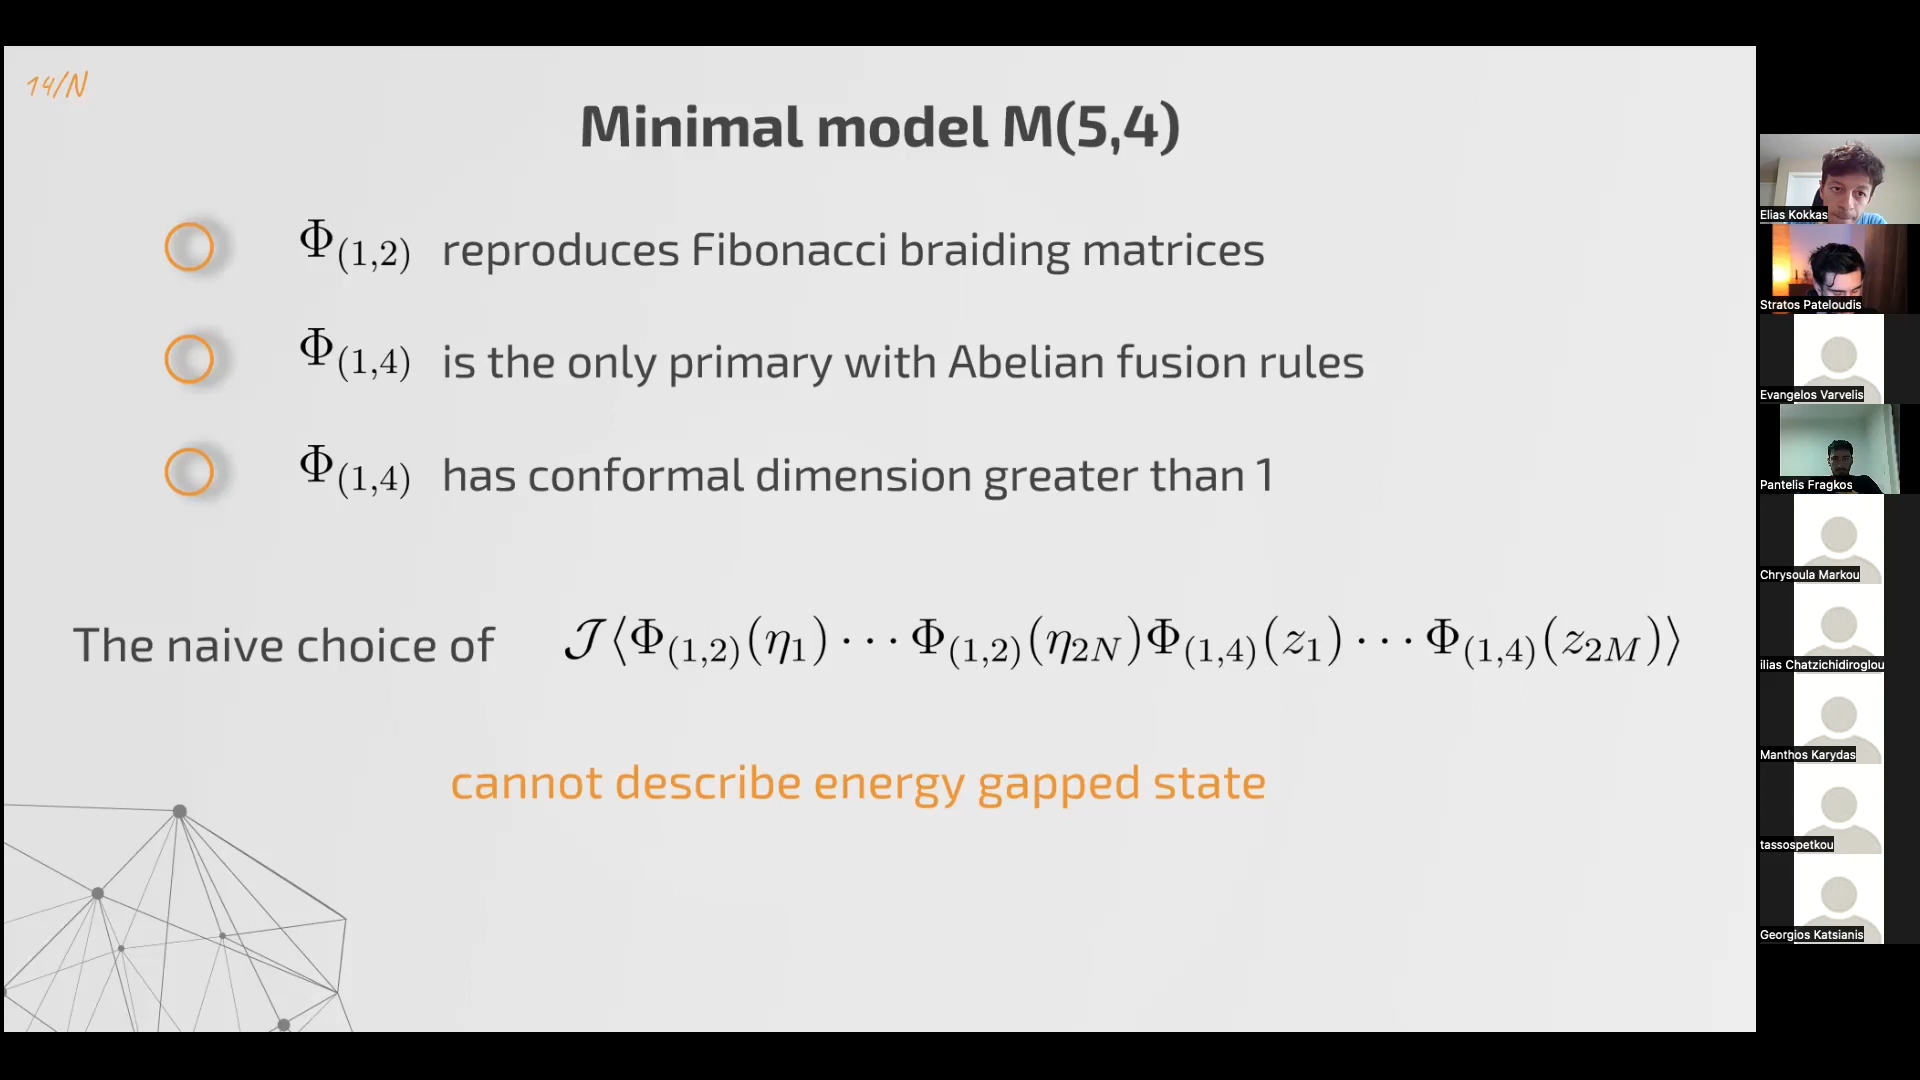 14/N
Minimal model M(5,4)
Φ(1,2) reproduces Fibonacci braiding matrices
Φ(1,4) is the only primary with Abelian fusion rules
Φ(1,4) has conformal dimension greater than 1
The naive choice of 𝒥⟨Φ(1,2)(η1) ··· Φ(1,2)(η2N)Φ(1,4)(z1) ··· Φ(1,4)(z2M)⟩
cannot describe energy gapped state
Elias Kokkas
Stratos Pateloudis
Evangelos Varvelis
Pantelis Fragkos
Chrysoula Markou
ilias Chatzichidiroglou
Manthos Karydas
tassospetkou
Georgios Katsianis